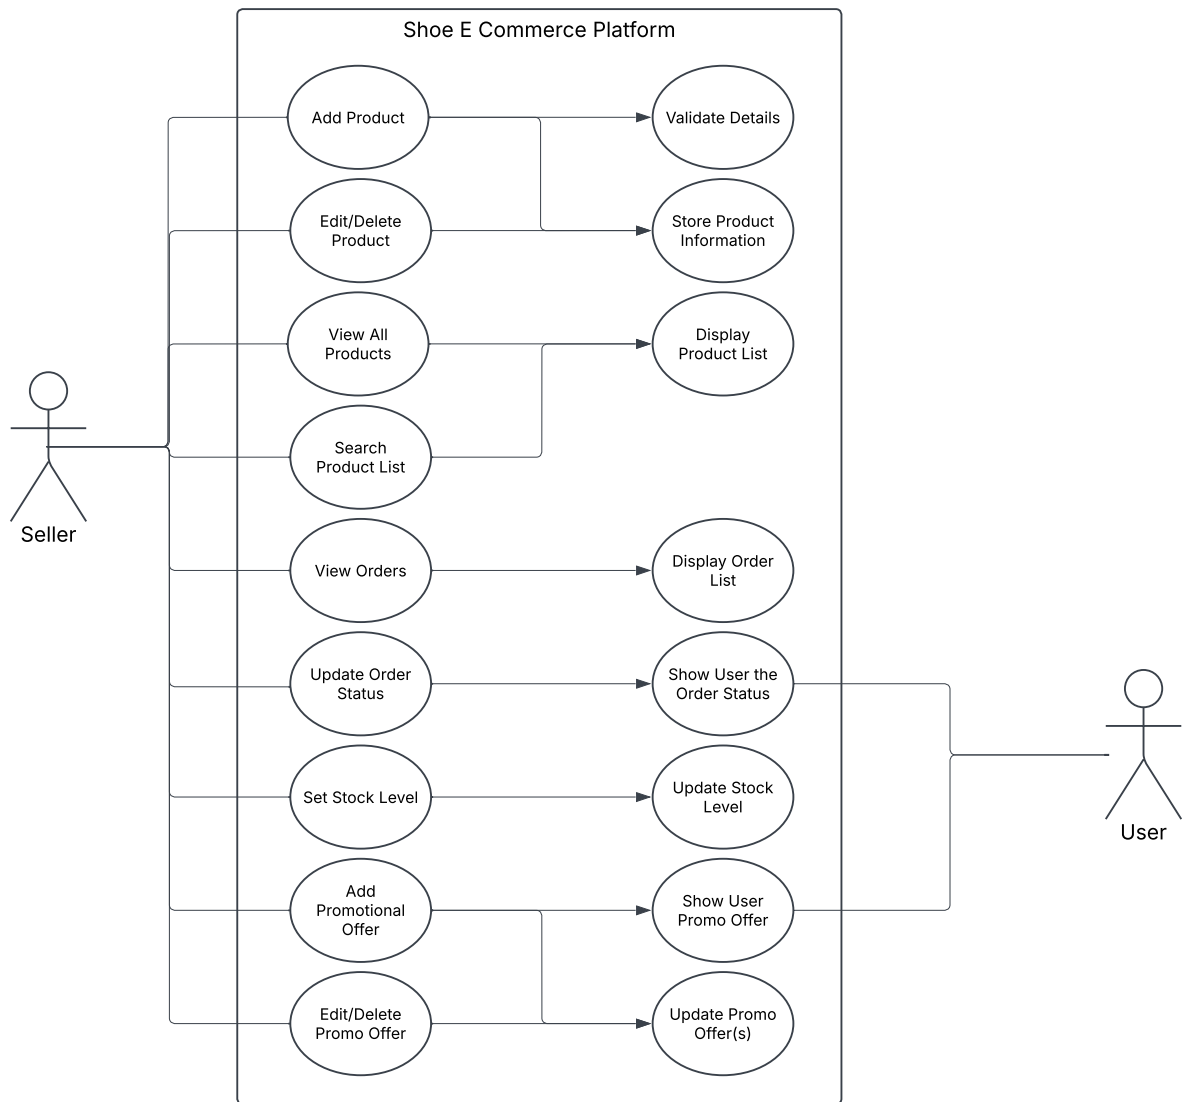 Shoe E Commerce Platform
Add Product
Validate Details
Edit/Delete
Product
Store Product
Information
View All
Products
Display
Product List
Search
Product List
Seller
View Orders
Display Order
List
Update Order
Status
Show User the
Order Status
Set Stock Level
Update Stock
Level
User
Add
Promotional
Offer
Show User
Promo Offer
Edit/Delete
Promo Offer
Update Promo
Offer(s)